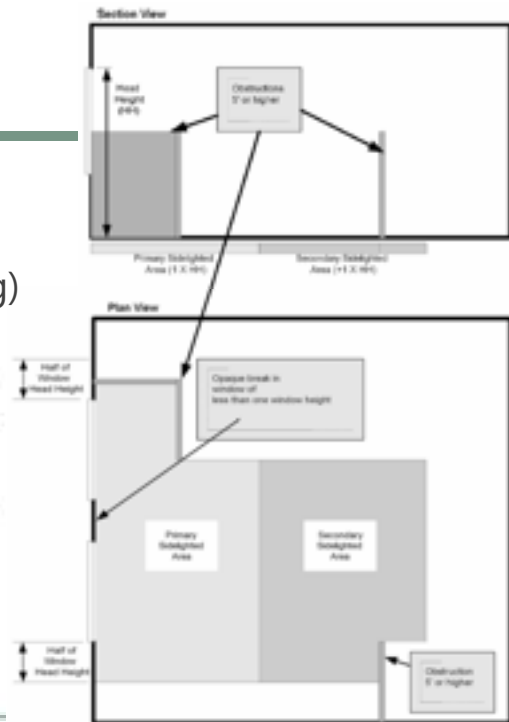 Section View
Head
Height
(HH)
Obstructions
5' or higher
Primary Sidelighted
Area (1 X HH)
Secondary Sidelighted
Area (+1 X HH)
g)
Plan View
Half of
Window
Head Height
Opaque break in
window of
less than one window height
Primary
Sidelighted
Area
Secondary
Sidelighted
Area
Half of
Window
Head Height
Obstruction
5' or higher